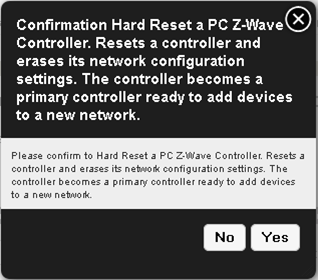 Confirmation Hard Reset a PC Z-Wave
Controller. Resets a controller and
erases its network configuration
settings. The controller becomes a
primary controller ready to add devices
to a new network.
Please confirm to Hard Reset a PC Z-Wave Controller. Resets a
controller and erases its network configuration settings. The
controller becomes a primary controller ready to add devices
to a new network.
No Yes